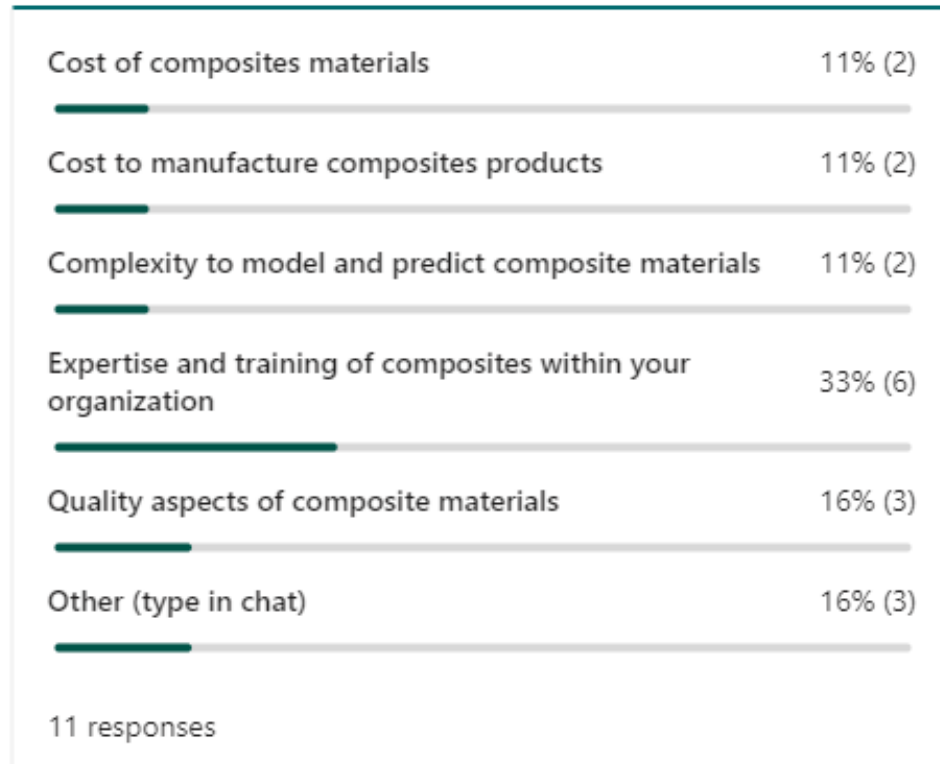 Cost of composites materials 11% (2)
Cost to manufacture composites products 11% (2)
Complexity to model and predict composite materials 11% (2)
Expertise and training of composites within your
organization 33% (6)
Quality aspects of composite materials 16% (3)
Other (type in chat) 16% (3)
11 responses